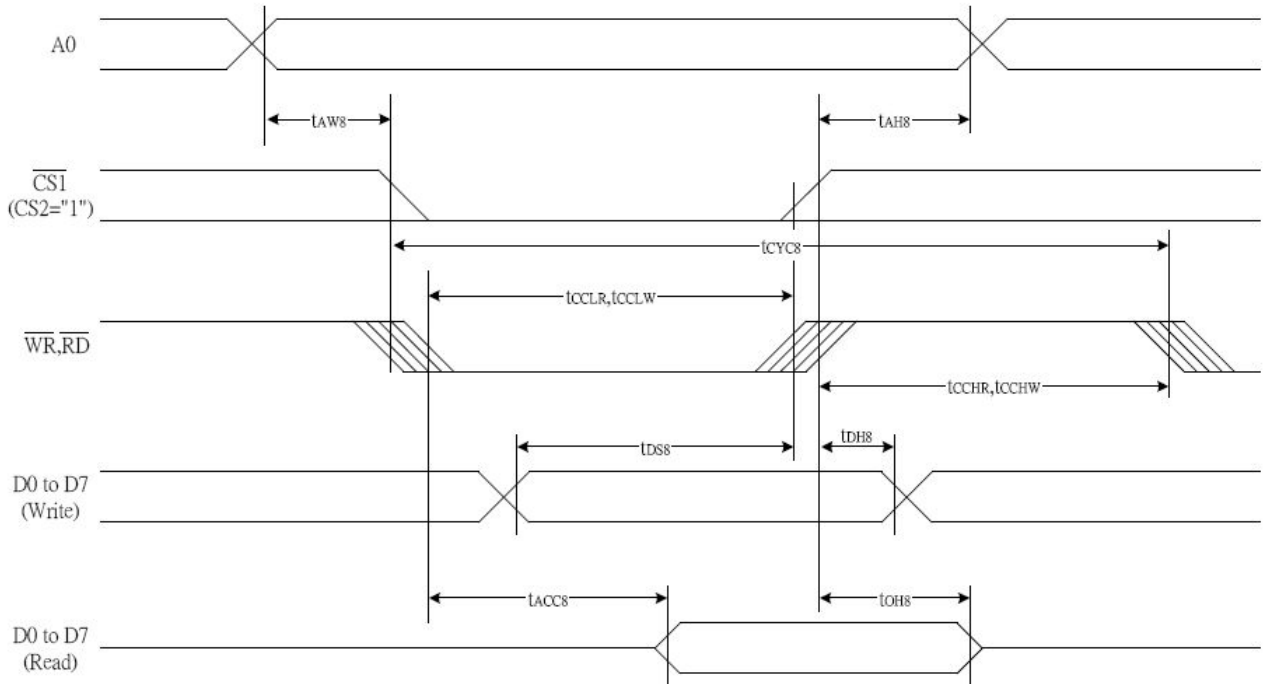 A0
tAW8
tAH8
CS1
(CS2="1")
tCYC8
tCCLR,tCCLW
WR,RD
tCCHR,tCCHW
tDS8
tDH8
D0 to D7
(Write)
tACC8
tOH8
D0 to D7
(Read)